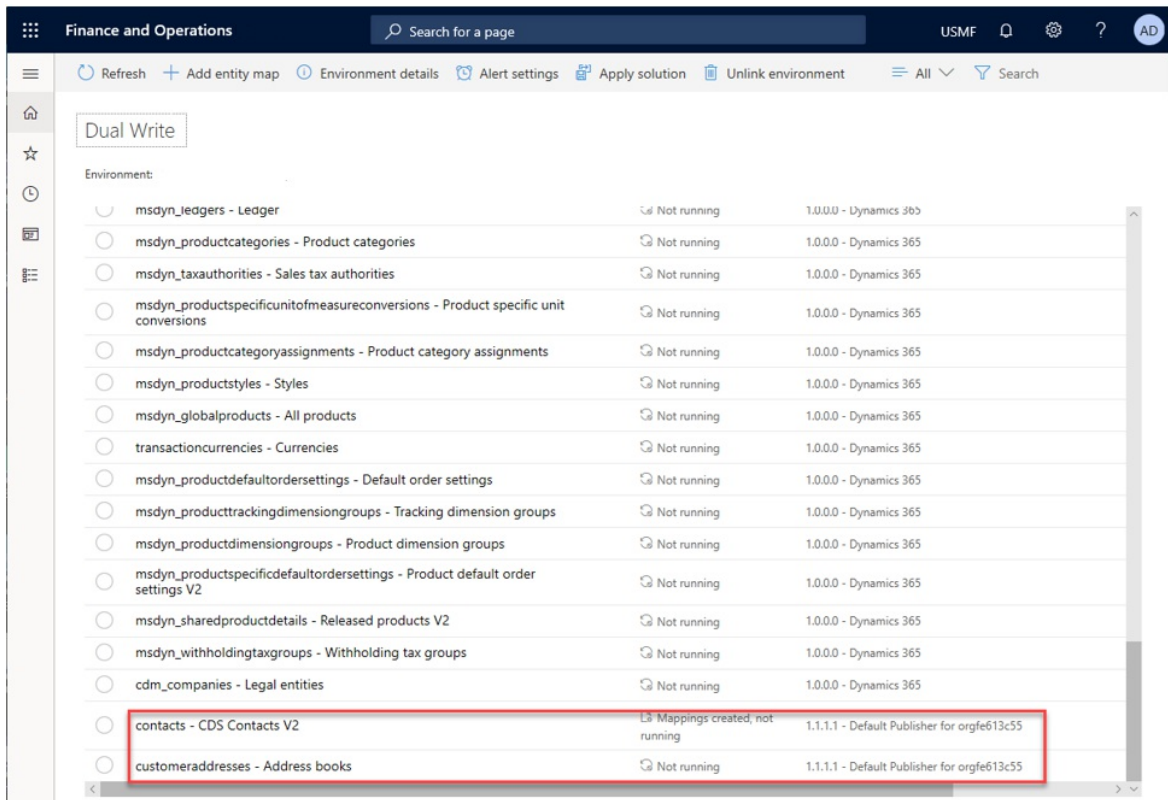 Finance and Operations
Search for a page
USMF
?
AD
Refresh
Add entity map
Environment details
Alert settings
Apply solution
Unlink environment
All
Search
Dual Write
Environment:
msdyn_ledgers - Ledger Not running 1.0.0.0 - Dynamics 365
msdyn_productcategories - Product categories Not running 1.0.0.0 - Dynamics 365
msdyn_taxauthorities - Sales tax authorities Not running 1.0.0.0 - Dynamics 365
msdyn_productspecificunitofmeasureconversions - Product specific unit
conversions
Not running 1.0.0.0 - Dynamics 365
msdyn_productcategoryassignments - Product category assignments Not running 1.0.0.0 - Dynamics 365
msdyn_productstyles - Styles Not running 1.0.0.0 - Dynamics 365
msdyn_globalproducts - All products Not running 1.0.0.0 - Dynamics 365
transactioncurrencies - Currencies Not running 1.0.0.0 - Dynamics 365
msdyn_productdefaultordersettings - Default order settings Not running 1.0.0.0 - Dynamics 365
msdyn_producttrackingdimensiongroups - Tracking dimension groups Not running 1.0.0.0 - Dynamics 365
msdyn_productdimensiongroups - Product dimension groups Not running 1.0.0.0 - Dynamics 365
msdyn_productspecificdefaultordersettings - Product default order
settings V2
Not running 1.0.0.0 - Dynamics 365
msdyn_sharedproductdetails - Released products V2 Not running 1.0.0.0 - Dynamics 365
msdyn_withholdingtaxgroups - Withholding tax groups Not running 1.0.0.0 - Dynamics 365
cdm_companies - Legal entities Not running 1.0.0.0 - Dynamics 365
contacts - CDS Contacts V2
Mappings created, not
running
1.1.1.1 - Default Publisher for orgfe613c55
customeraddresses - Address books Not running 1.1.1.1 - Default Publisher for orgfe613c55